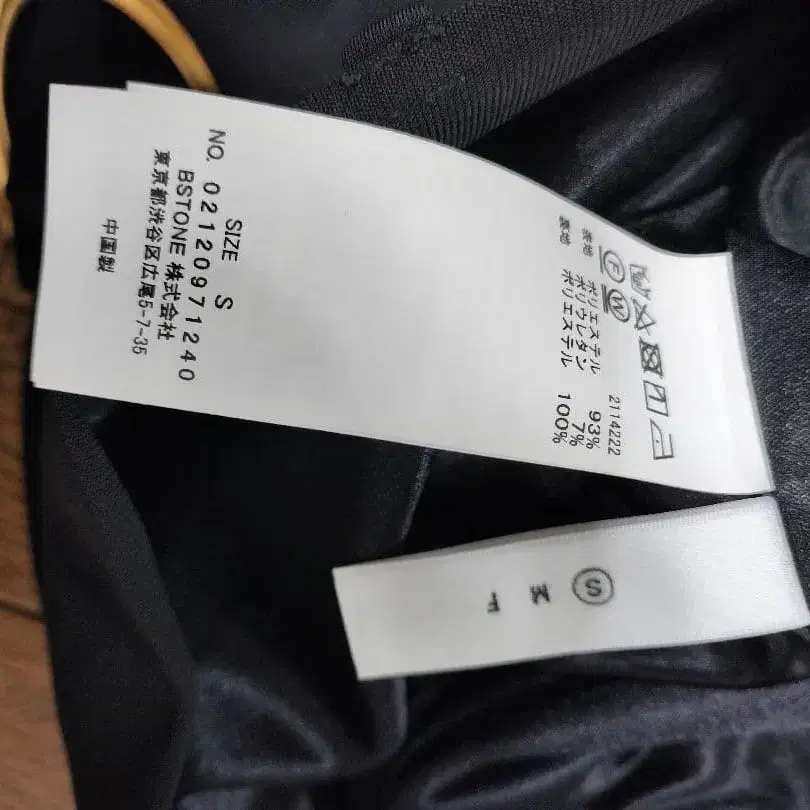 2114222
表地 ポリエステル 93%
ポリウレタン 7%
裏地 ポリエステル 100%
F W
SIZE S
NO. 02120971240
BSTONE 株式会社
東京都渋谷区広尾5-7-35
中国製
S M F